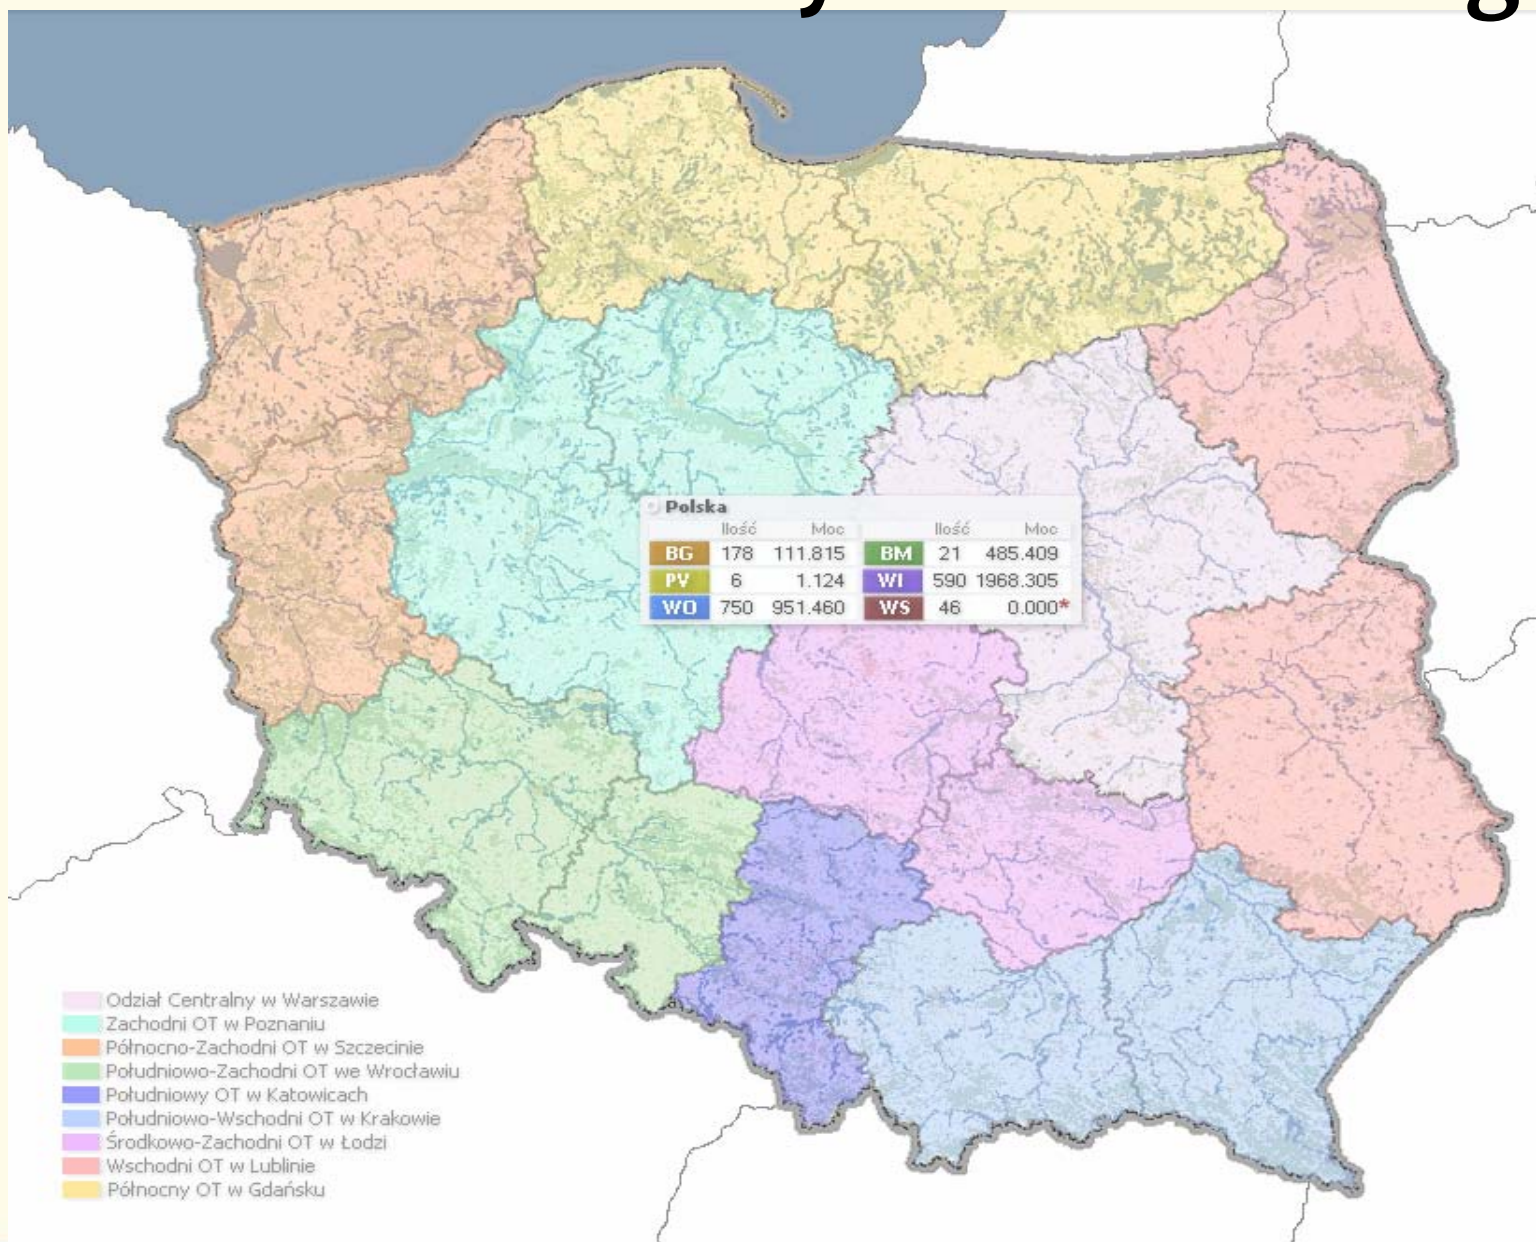 Polska
Ilość Moc Ilość Moc
BG 178 111.815 BM 21 485.409
PV 6 1.124 WI 590 1968.305
WO 750 951.460 WS 46 0.000*
Odział Centralny w Warszawie
Zachodni OT w Poznaniu
Północno-Zachodni OT w Szczecinie
Południowo-Zachodni OT we Wrocławiu
Południowy OT w Katowicach
Południowo-Wschodni OT w Krakowie
Środkowo-Zachodni OT w Łodzi
Wschodni OT w Lublinie
Północny OT w Gdańsku